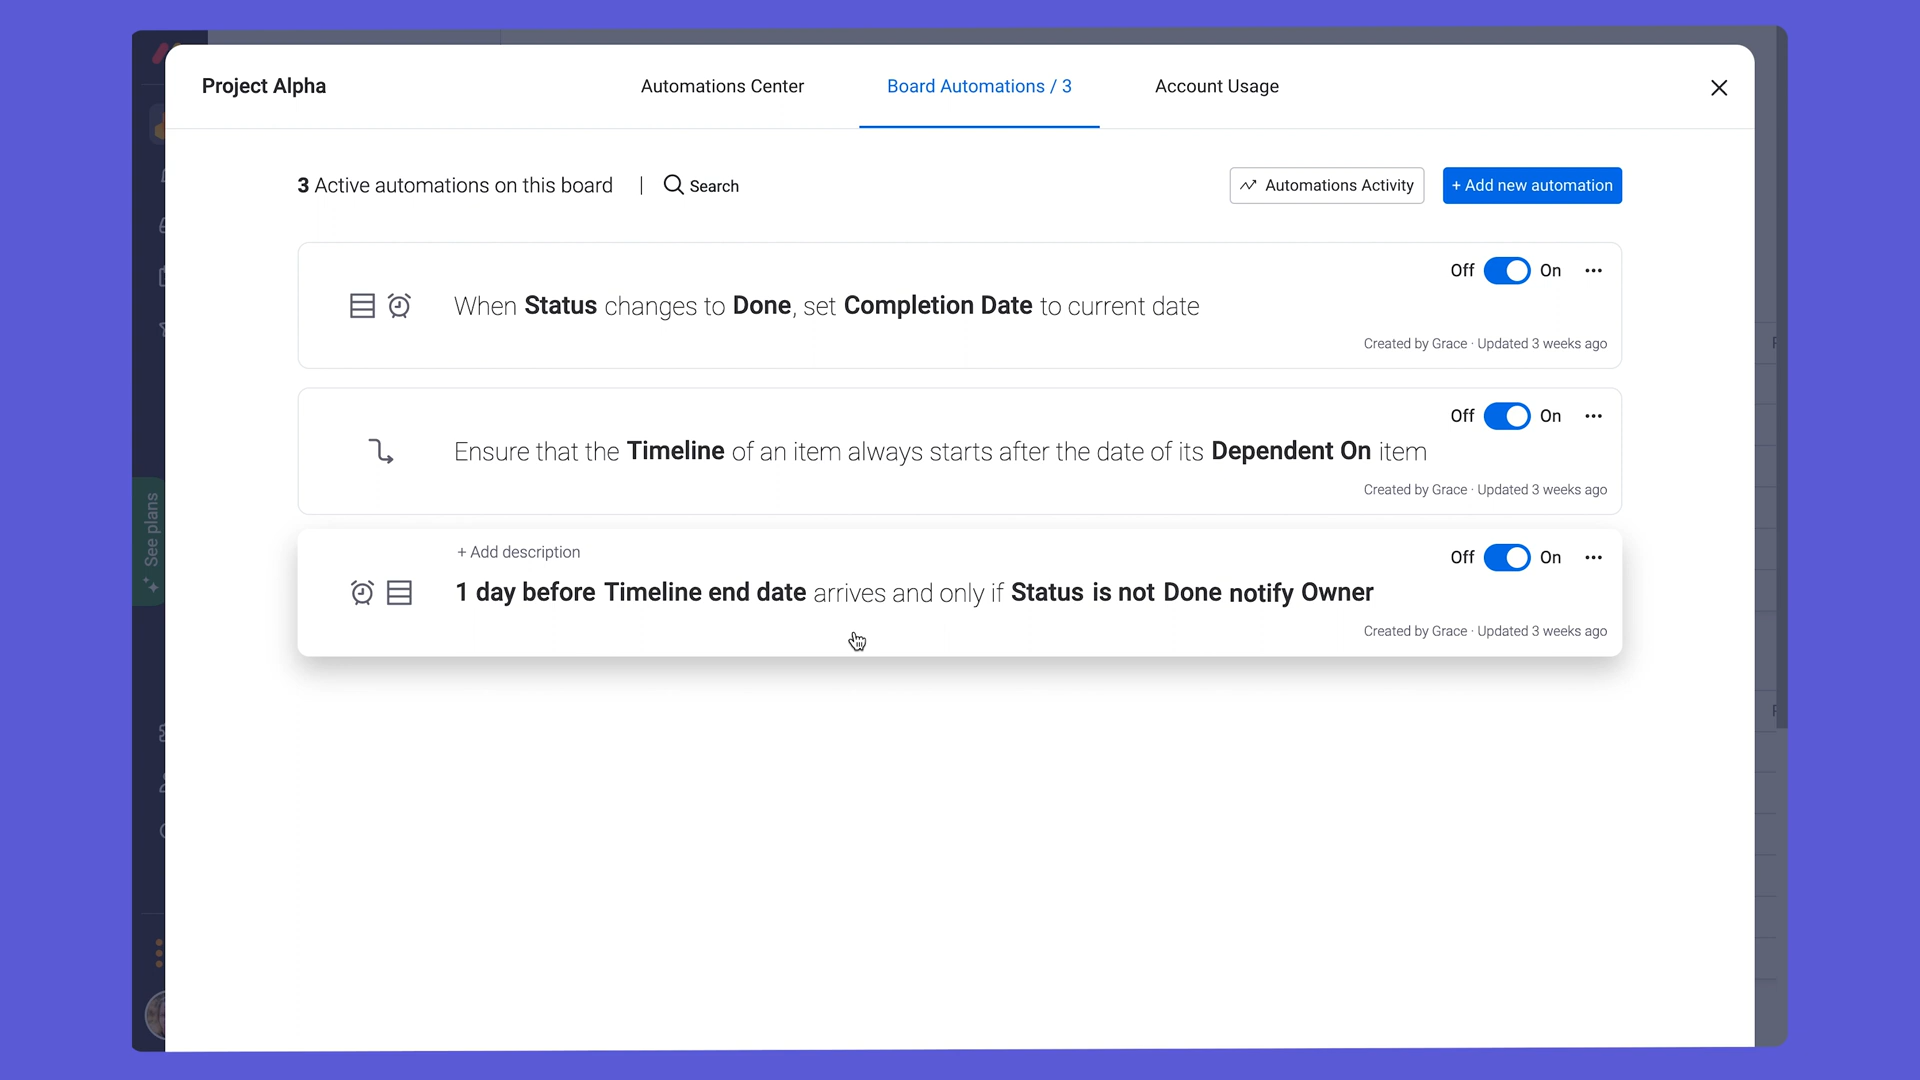 Project Alpha
Automations Center
Board Automations / 3
Account Usage
3 Active automations on this board
|
Search
Automations Activity
+ Add new automation
Off On
When Status changes to Done, set Completion Date to current date
Created by Grace · Updated 3 weeks ago
Off On
Ensure that the Timeline of an item always starts after the date of its Dependent On item
Created by Grace · Updated 3 weeks ago
+ Add description
Off On
1 day before Timeline end date arrives and only if Status is not Done notify Owner
Created by Grace · Updated 3 weeks ago
See plans